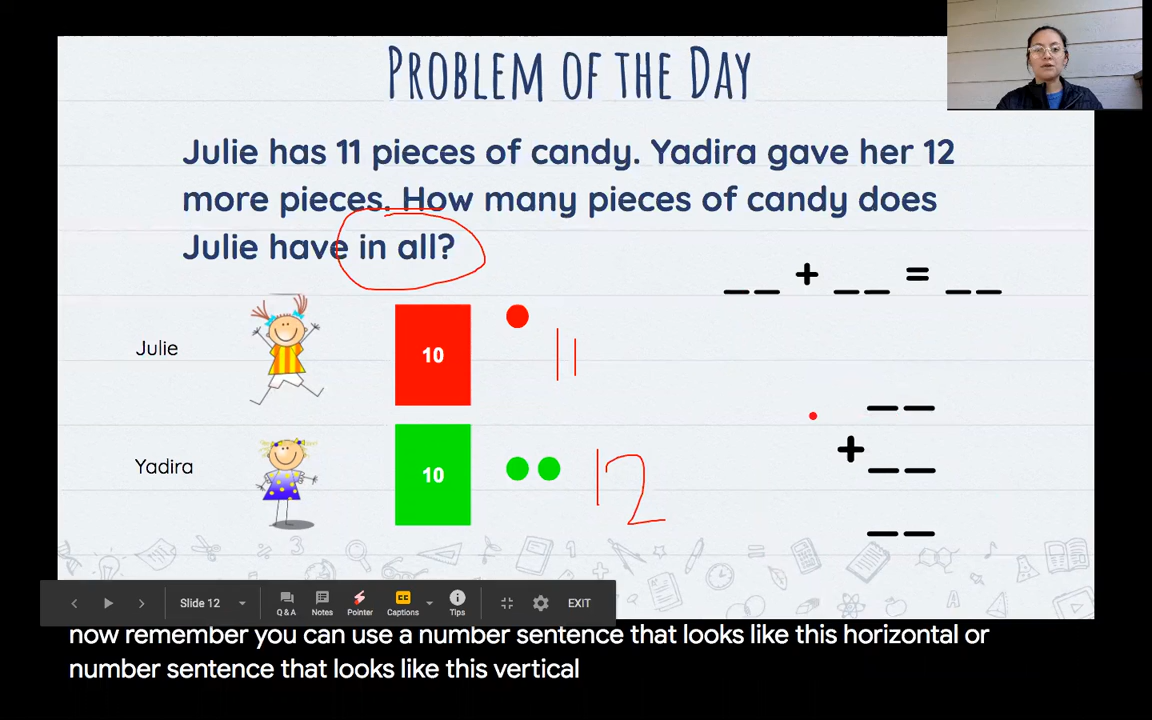 PROBLEM OF THE DAY
Julie has 11 pieces of candy. Yadira gave her 12
more pieces. How many pieces of candy does
Julie have in all?
__ + __ = __
Julie
10
11
Yadira
10
12
+
Slide 12
Q & A
Notes
Pointer
Captions
Tips
EXIT
now remember you can use a number sentence that looks like this horizontal or
number sentence that looks like this vertical